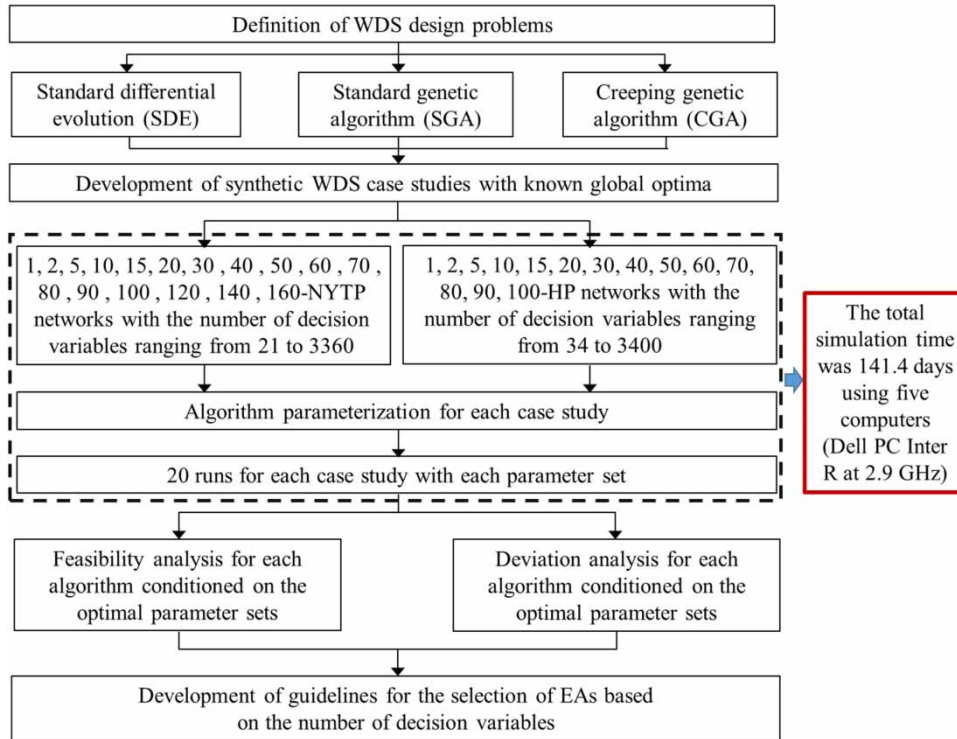 Definition of WDS design problems
Standard differential
evolution (SDE)
Standard genetic
algorithm (SGA)
Creeping genetic
algorithm (CGA)
Development of synthetic WDS case studies with known global optima
1, 2, 5, 10, 15, 20, 30 , 40 , 50 , 60 , 70 ,
80 , 90 , 100 , 120 , 140 , 160-NYTP
networks with the number of decision
variables ranging from 21 to 3360
1, 2, 5, 10, 15, 20, 30, 40, 50, 60, 70,
80, 90, 100-HP networks with the
number of decision variables ranging
from 34 to 3400
Algorithm parameterization for each case study
20 runs for each case study with each parameter set
The total
simulation time
was 141.4 days
using five
computers
(Dell PC Inter
R at 2.9 GHz)
Feasibility analysis for each
algorithm conditioned on the
optimal parameter sets
Deviation analysis for each
algorithm conditioned on the
optimal parameter sets
Development of guidelines for the selection of EAs based
on the number of decision variables